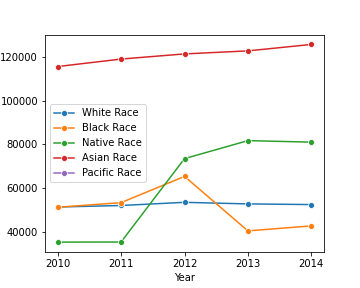 120000
100000
80000
60000
40000
White Race
Black Race
Native Race
Asian Race
Pacific Race
2010 2011 2012 2013 2014
Year